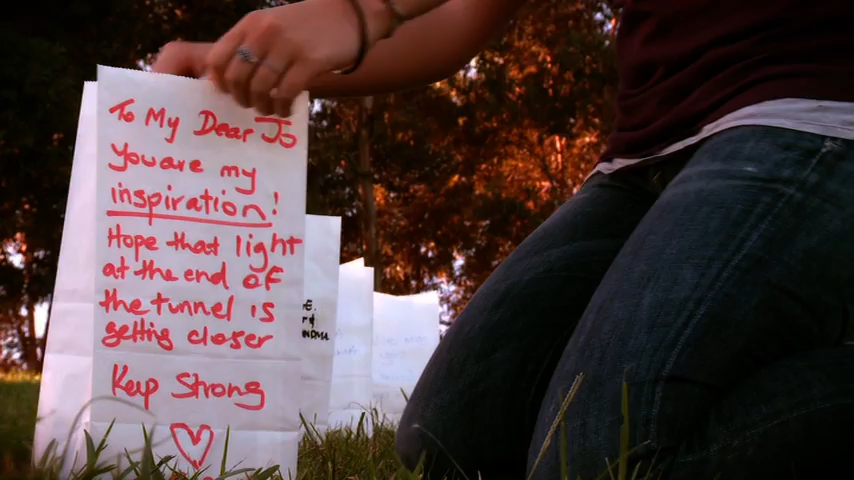 To My Dear Jo
You are my
inspiration!
Hope that light
at the end of
the tunnel is
getting closer
Keep Strong